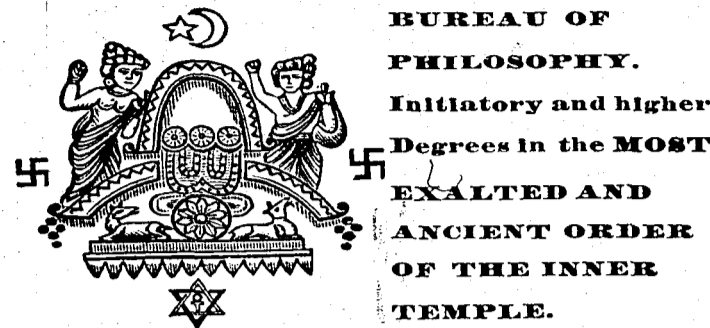 BUREAU OF
PHILOSOPHY.
Initiatory and higher
Degrees in the MOST
EXALTED AND
ANCIENT ORDER
OF THE INNER
TEMPLE.